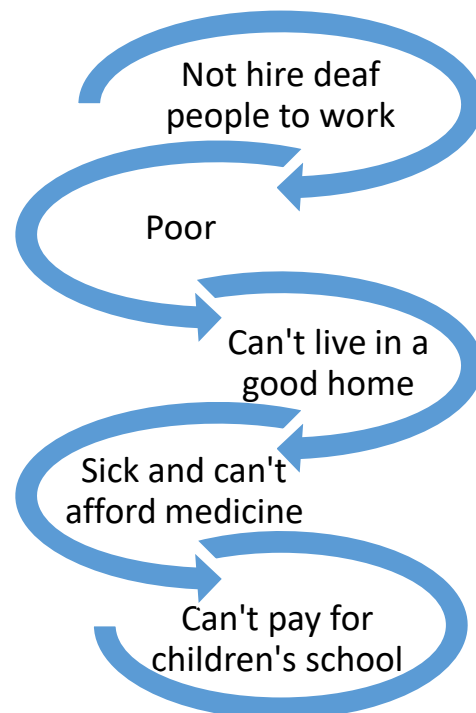 Not hire deaf
people to work
Poor
Can't live in a
good home
Sick and can't
afford medicine
Can't pay for
children's school